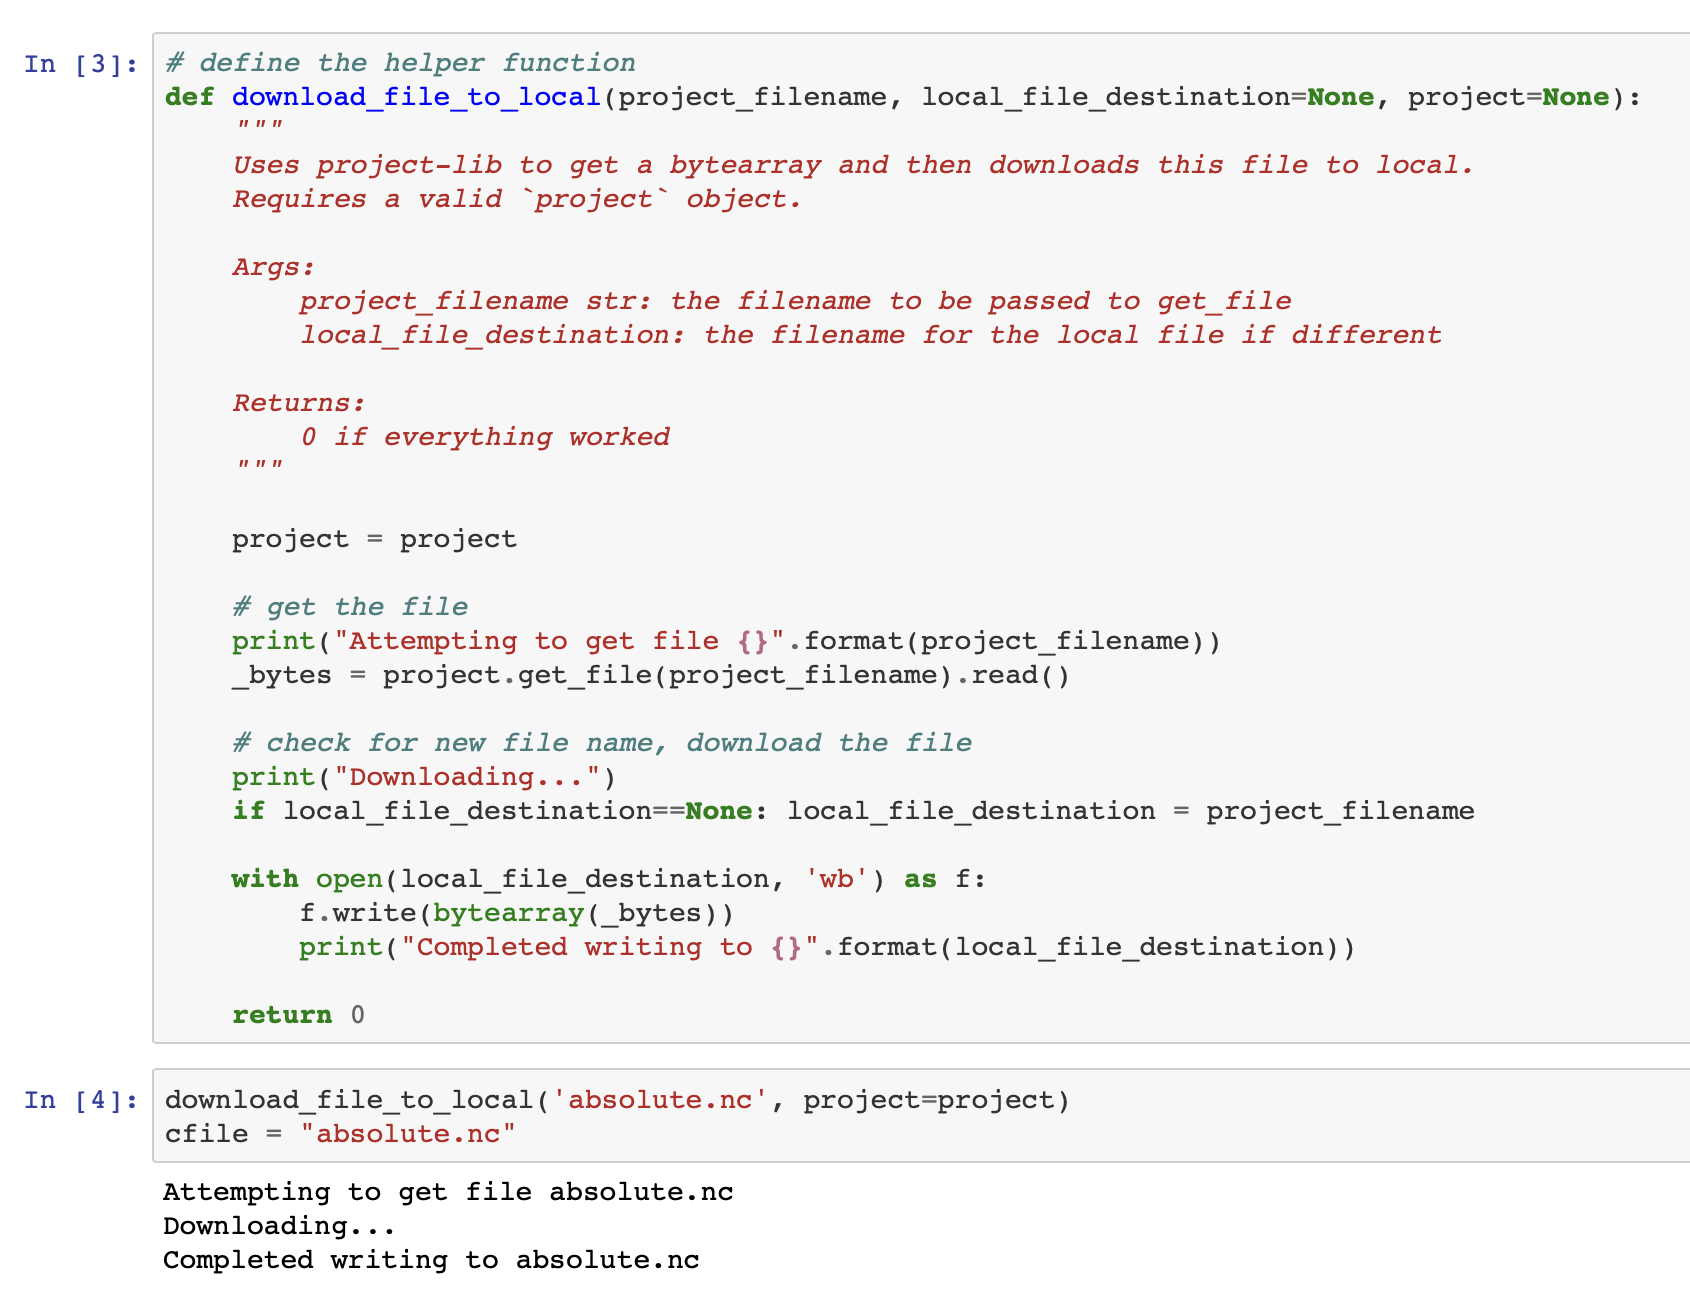 In [3]:
# define the helper function
def download_file_to_local(project_filename, local_file_destination=None, project=None):
    """
    Uses project-lib to get a bytearray and then downloads this file to local.
    Requires a valid `project` object.

    Args:
        project_filename str: the filename to be passed to get_file
        local_file_destination: the filename for the local file if different

    Returns:
        0 if everything worked
    """

    project = project

    # get the file
    print("Attempting to get file {}".format(project_filename))
    _bytes = project.get_file(project_filename).read()

    # check for new file name, download the file
    print("Downloading...")
    if local_file_destination==None: local_file_destination = project_filename

    with open(local_file_destination, 'wb') as f:
        f.write(bytearray(_bytes))
        print("Completed writing to {}".format(local_file_destination))

    return 0
In [4]:
download_file_to_local('absolute.nc', project=project)
cfile = "absolute.nc"
Attempting to get file absolute.nc
Downloading...
Completed writing to absolute.nc